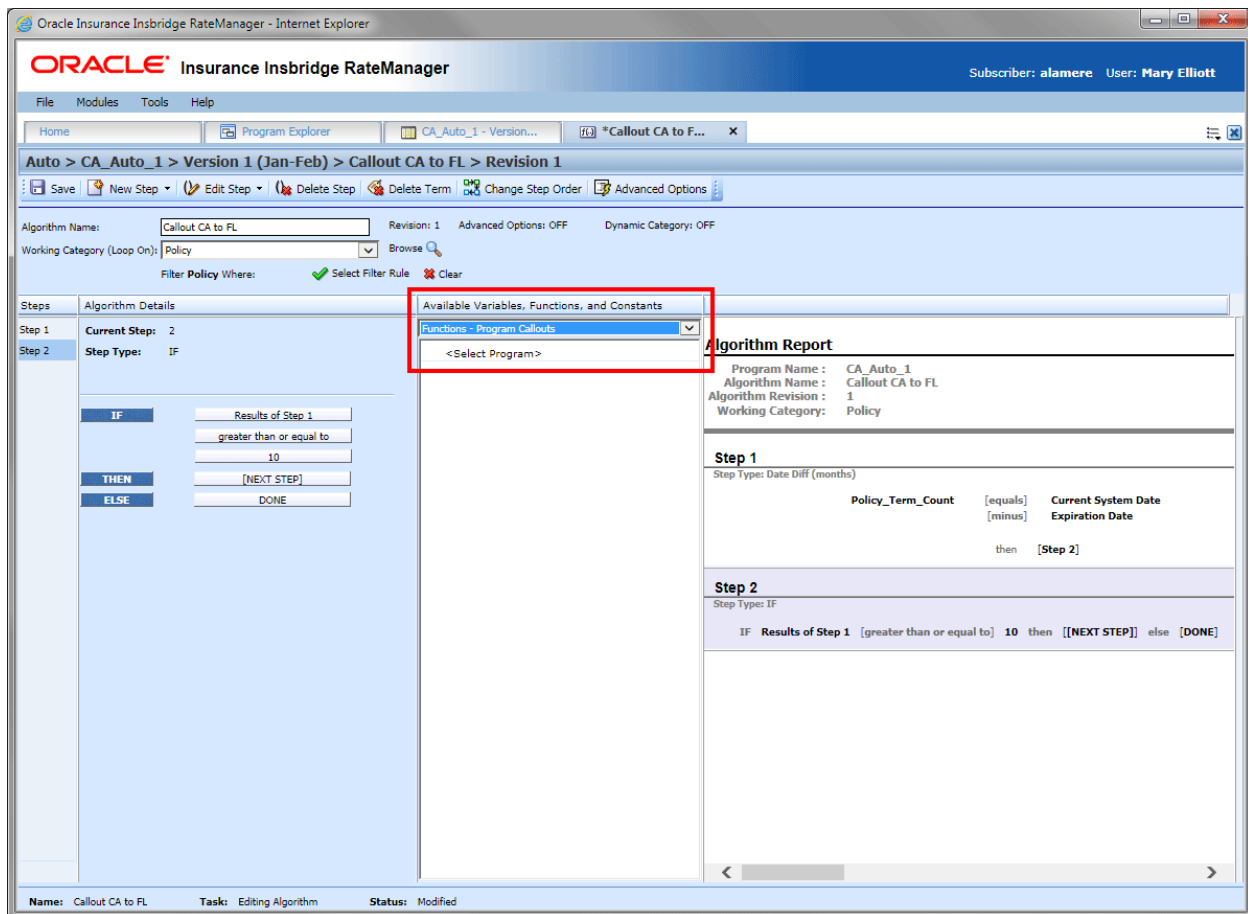 Oracle Insurance Insbridge RateManager - Internet Explorer
ORACLE Insurance Insbridge RateManager
Subscriber: alamere User: Mary Elliott
File Modules Tools Help
Home Program Explorer CA_Auto_1 - Version... *Callout CA to F...
Auto > CA_Auto_1 > Version 1 (Jan-Feb) > Callout CA to FL > Revision 1
Save New Step Edit Step Delete Step Delete Term Change Step Order Advanced Options
Algorithm Name: Callout CA to FL Revision: 1 Advanced Options: OFF Dynamic Category: OFF
Working Category (Loop On): Policy Browse
Filter Policy Where: Select Filter Rule Clear
Steps Algorithm Details Available Variables, Functions, and Constants
Step 1
Step 2
Current Step: 2
Step Type: IF
IF Results of Step 1
greater than or equal to
10
THEN [NEXT STEP]
ELSE DONE
Functions - Program Callouts
<Select Program>
Algorithm Report
Program Name : CA_Auto_1
Algorithm Name : Callout CA to FL
Algorithm Revision : 1
Working Category: Policy
Step 1
Step Type: Date Diff (months)
Policy_Term_Count [equals] Current System Date
[minus] Expiration Date
then [Step 2]
Step 2
Step Type: IF
IF Results of Step 1 [greater than or equal to] 10 then [[NEXT STEP]] else [DONE]
Name: Callout CA to FL Task: Editing Algorithm Status: Modified